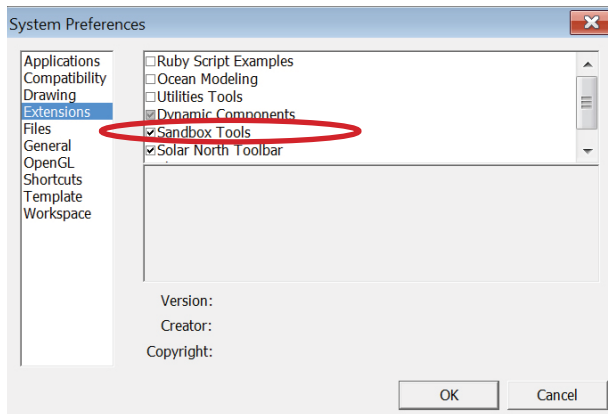 System Preferences
Applications
Compatibility
Drawing
Extensions
Files
General
OpenGL
Shortcuts
Template
Workspace
Ruby Script Examples
Ocean Modeling
Utilities Tools
Dynamic Components
Sandbox Tools
Solar North Toolbar
Version:
Creator:
Copyright:
OK
Cancel